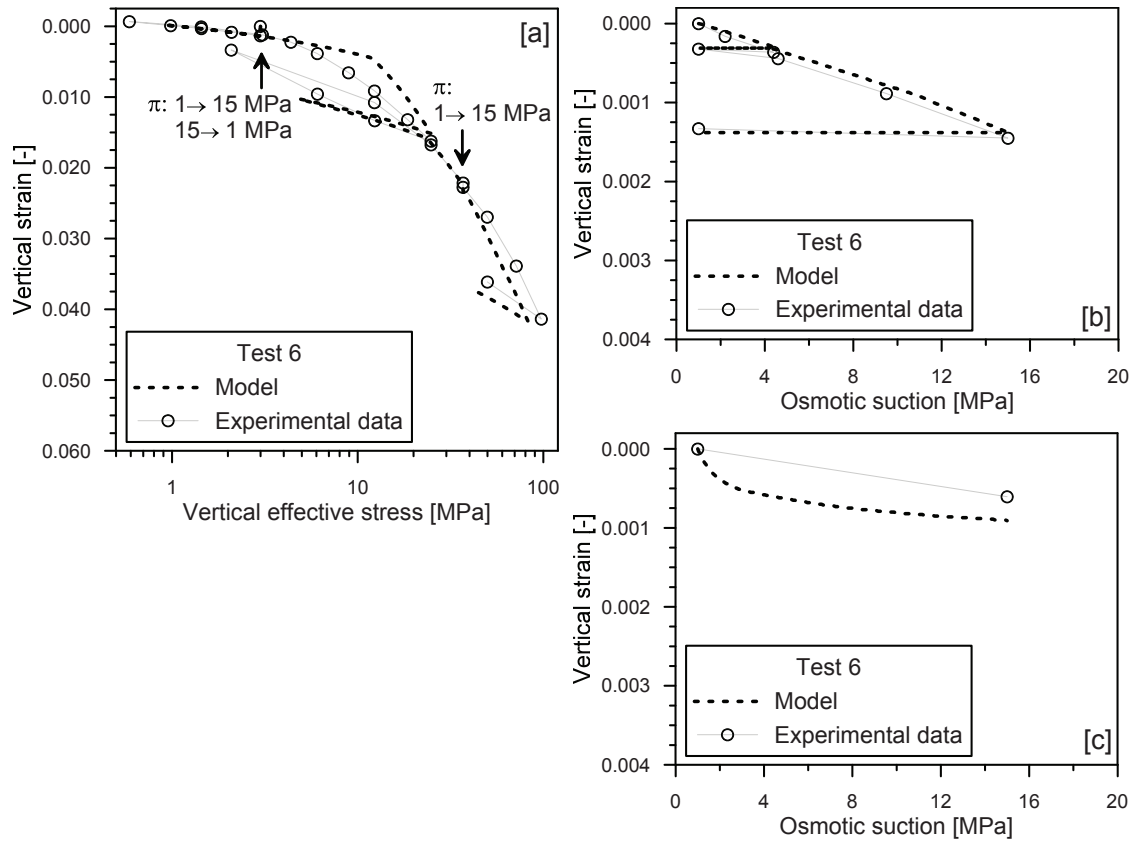 [a]
0.000
0.010
0.020
0.030
0.040
0.050
0.060
Vertical strain [-]
π: 1→ 15 MPa
15→ 1 MPa
π:
1→ 15 MPa
Test 6
Model
Experimental data
1 10 100
Vertical effective stress [MPa]
0.000
0.001
0.002
0.003
0.004
Vertical strain [-]
Test 6
Model
Experimental data
[b]
0 4 8 12 16 20
Osmotic suction [MPa]
0.000
0.001
0.002
0.003
0.004
Vertical strain [-]
Test 6
Model
Experimental data
[c]
0 4 8 12 16 20
Osmotic suction [MPa]